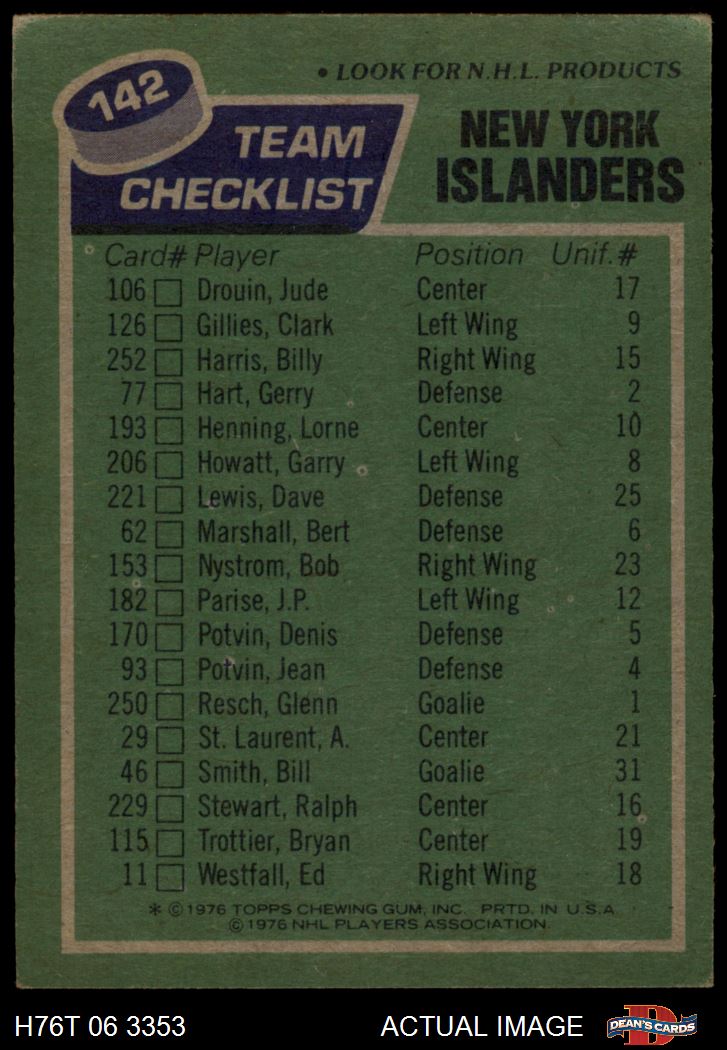 142
• LOOK FOR N.H.L. PRODUCTS
TEAM CHECKLIST
NEW YORK ISLANDERS
Card# Player Position Unif. #
106 Drouin, Jude Center 17
126 Gillies, Clark Left Wing 9
252 Harris, Billy Right Wing 15
77 Hart, Gerry Defense 2
193 Henning, Lorne Center 10
206 Howatt, Garry Left Wing 8
221 Lewis, Dave Defense 25
62 Marshall, Bert Defense 6
153 Nystrom, Bob Right Wing 23
182 Parise, J.P. Left Wing 12
170 Potvin, Denis Defense 5
93 Potvin, Jean Defense 4
250 Resch, Glenn Goalie 1
29 St. Laurent, A. Center 21
46 Smith, Bill Goalie 31
229 Stewart, Ralph Center 16
115 Trottier, Bryan Center 19
11 Westfall, Ed Right Wing 18
* © 1976 TOPPS CHEWING GUM, INC. PRTD. IN U.S.A.
© 1976 NHL PLAYERS ASSOCIATION.
H76T 06 3353 ACTUAL IMAGE DEAN'S CARDS